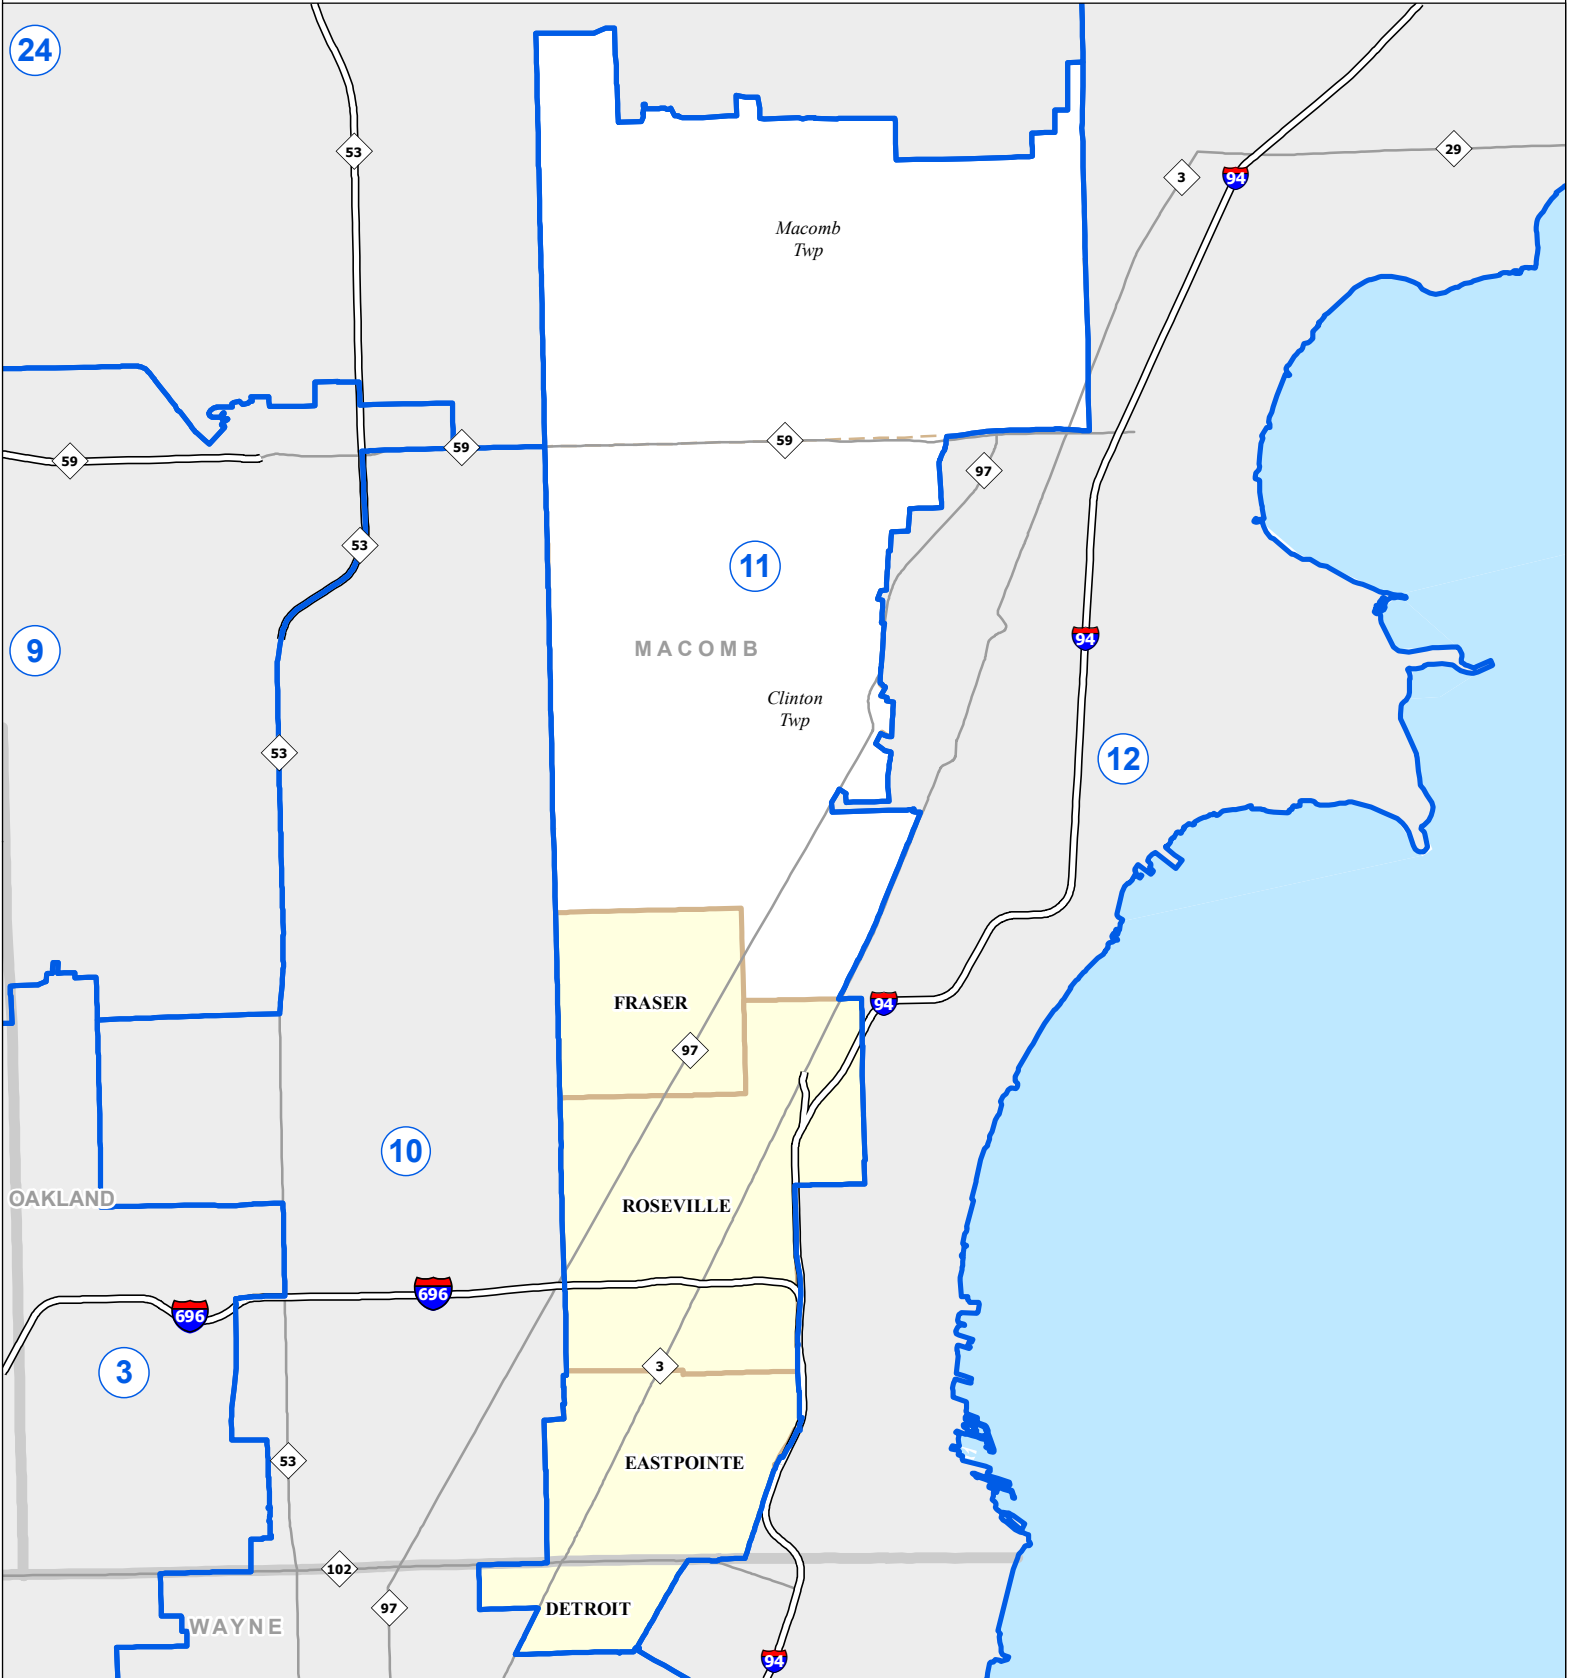 24
53
29
3
94
Macomb
Twp
59
59
59
97
53
11
94
MACOMB
9
Clinton
Twp
53
12
FRASER
94
97
10
OAKLAND
ROSEVILLE
696
696
3
3
53
EASTPOINTE
102
97
DETROIT
WAYNE
94